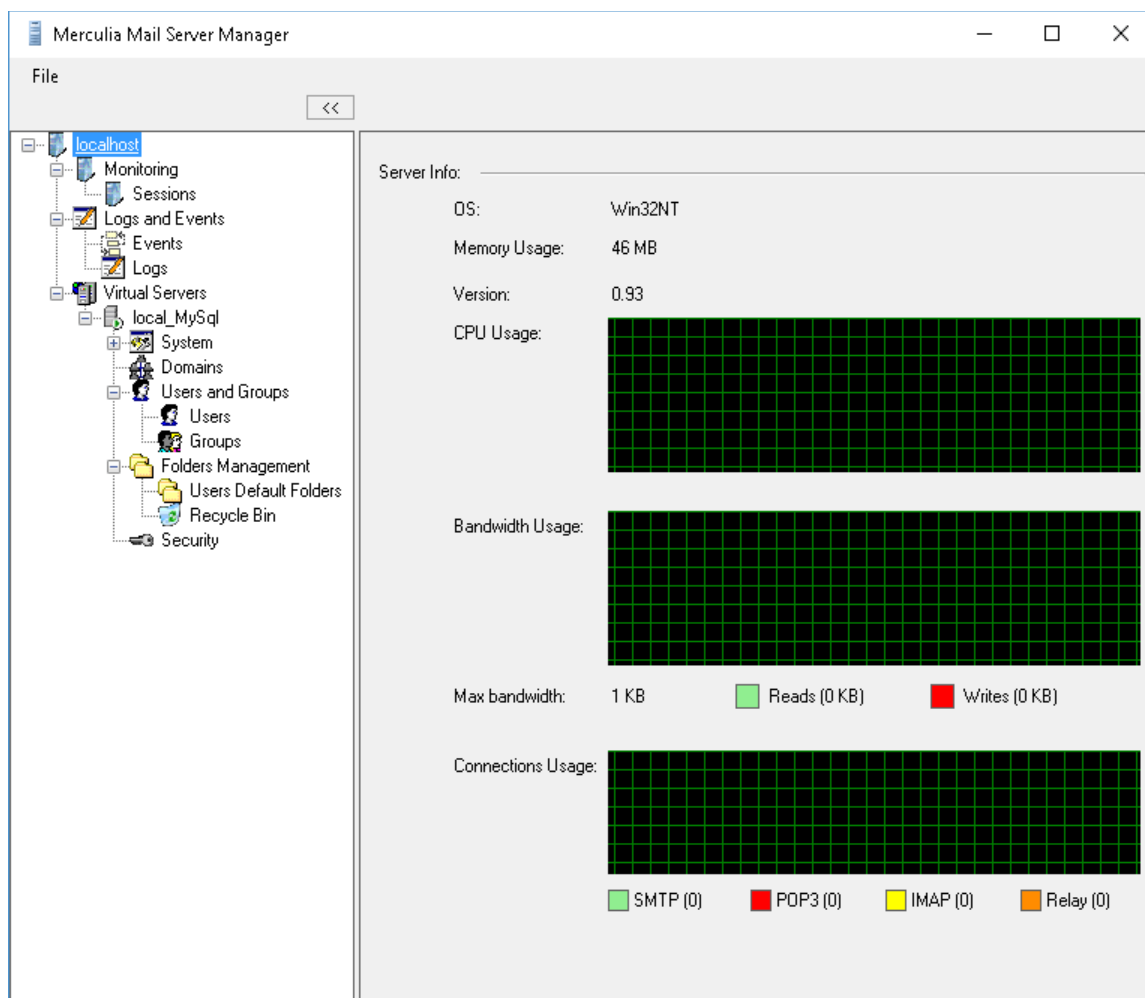 Merculia Mail Server Manager
File
<<
localhost
Monitoring
Sessions
Logs and Events
Events
Logs
Virtual Servers
local_MySql
System
Domains
Users and Groups
Users
Groups
Folders Management
Users Default Folders
Recycle Bin
Security
Server Info:
OS: Win32NT
Memory Usage: 46 MB
Version: 0.93
CPU Usage:
Bandwidth Usage:
Max bandwidth: 1 KB Reads (0 KB) Writes (0 KB)
Connections Usage:
SMTP (0) POP3 (0) IMAP (0) Relay (0)